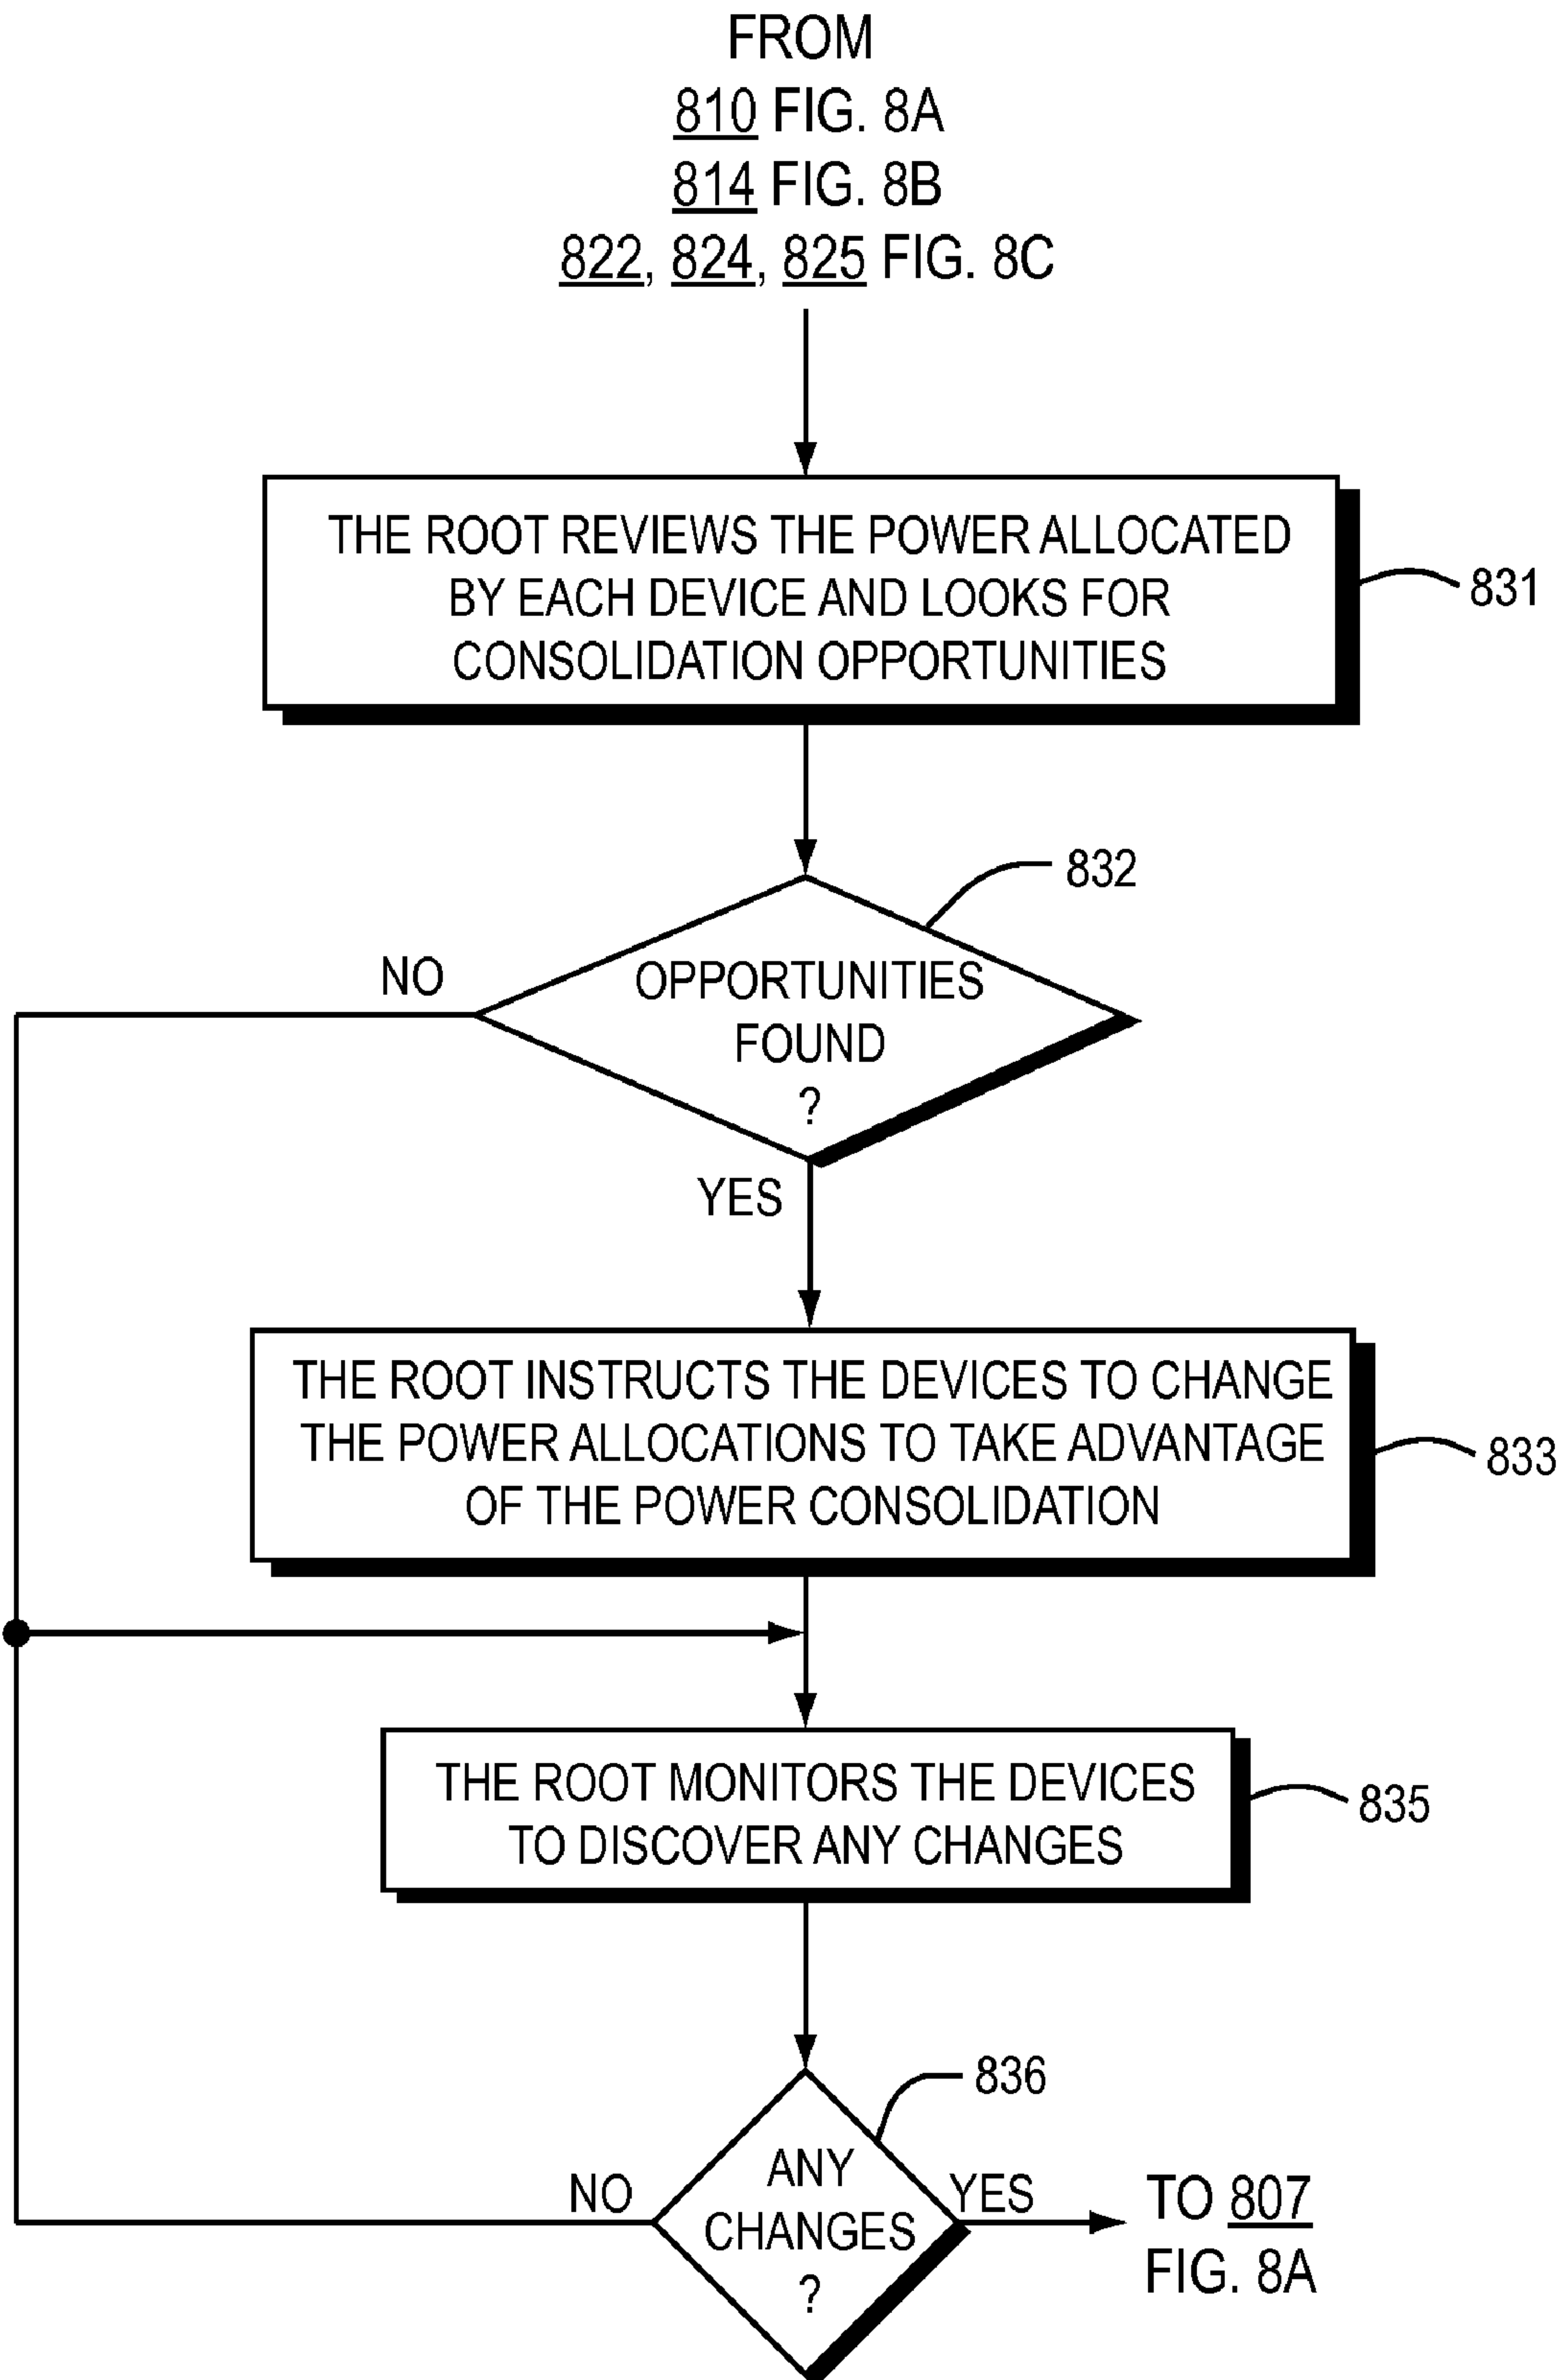 FROM
810 FIG. 8A
814 FIG. 8B
822, 824, 825 FIG. 8C
THE ROOT REVIEWS THE POWER ALLOCATED
BY EACH DEVICE AND LOOKS FOR
CONSOLIDATION OPPORTUNITIES
831
832
NO
OPPORTUNITIES
FOUND
?
YES
THE ROOT INSTRUCTS THE DEVICES TO CHANGE
THE POWER ALLOCATIONS TO TAKE ADVANTAGE
OF THE POWER CONSOLIDATION
833
THE ROOT MONITORS THE DEVICES
TO DISCOVER ANY CHANGES
835
836
NO
ANY
CHANGES
?
YES
TO 807
FIG. 8A